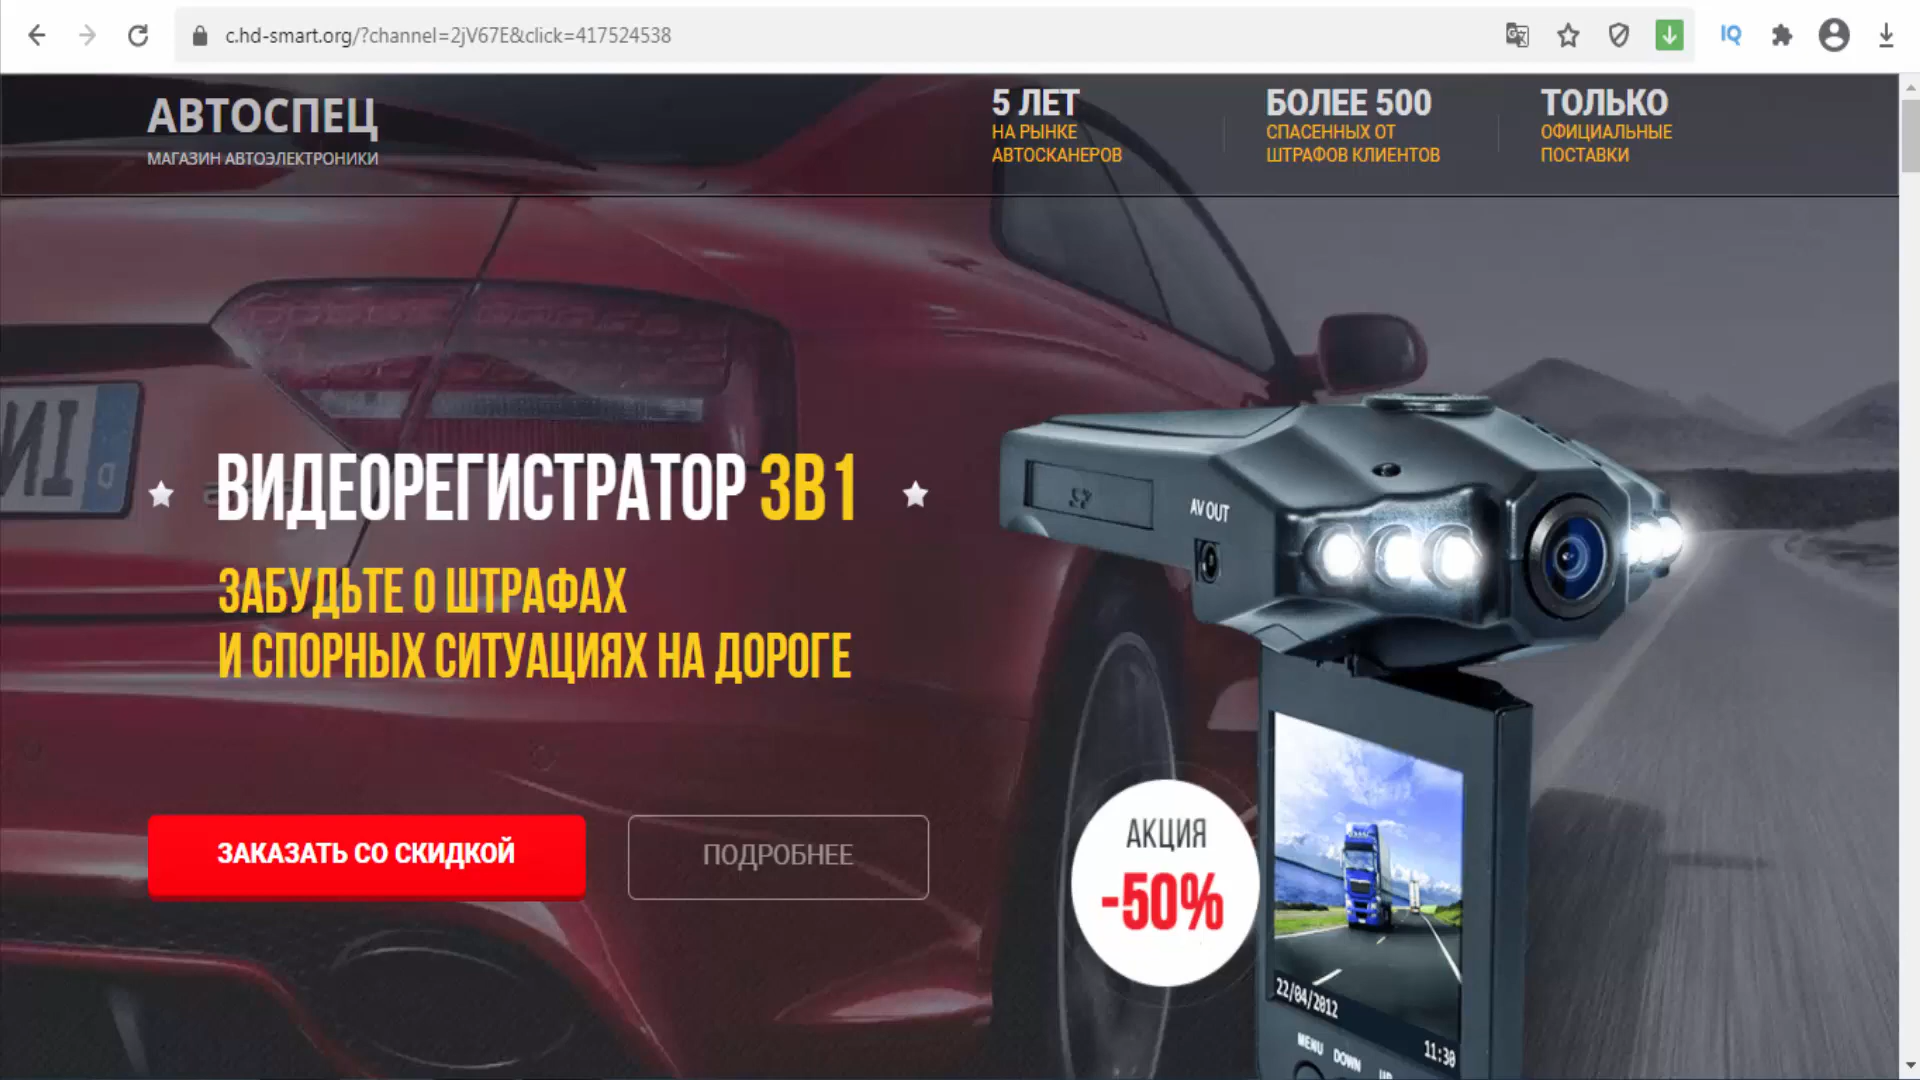 c.hd-smart.org/?channel=2jV67E&click=417524538
IQ
АВТОСПЕЦ
МАГАЗИН АВТОЭЛЕКТРОНИКИ
5 ЛЕТ
НА РЫНКЕ
АВТОСКАНЕРОВ
БОЛЕЕ 500
СПАСЕННЫХ ОТ
ШТРАФОВ КЛИЕНТОВ
ТОЛЬКО
ОФИЦИАЛЬНЫЕ
ПОСТАВКИ
ВИДЕОРЕГИСТРАТОР 3В1
ЗАБУДЬТЕ О ШТРАФАХ
И СПОРНЫХ СИТУАЦИЯХ НА ДОРОГЕ
ЗАКАЗАТЬ СО СКИДКОЙ
ПОДРОБНЕЕ
AV OUT
АКЦИЯ
-50%
22/04/2012
11:30
MENU DOWN